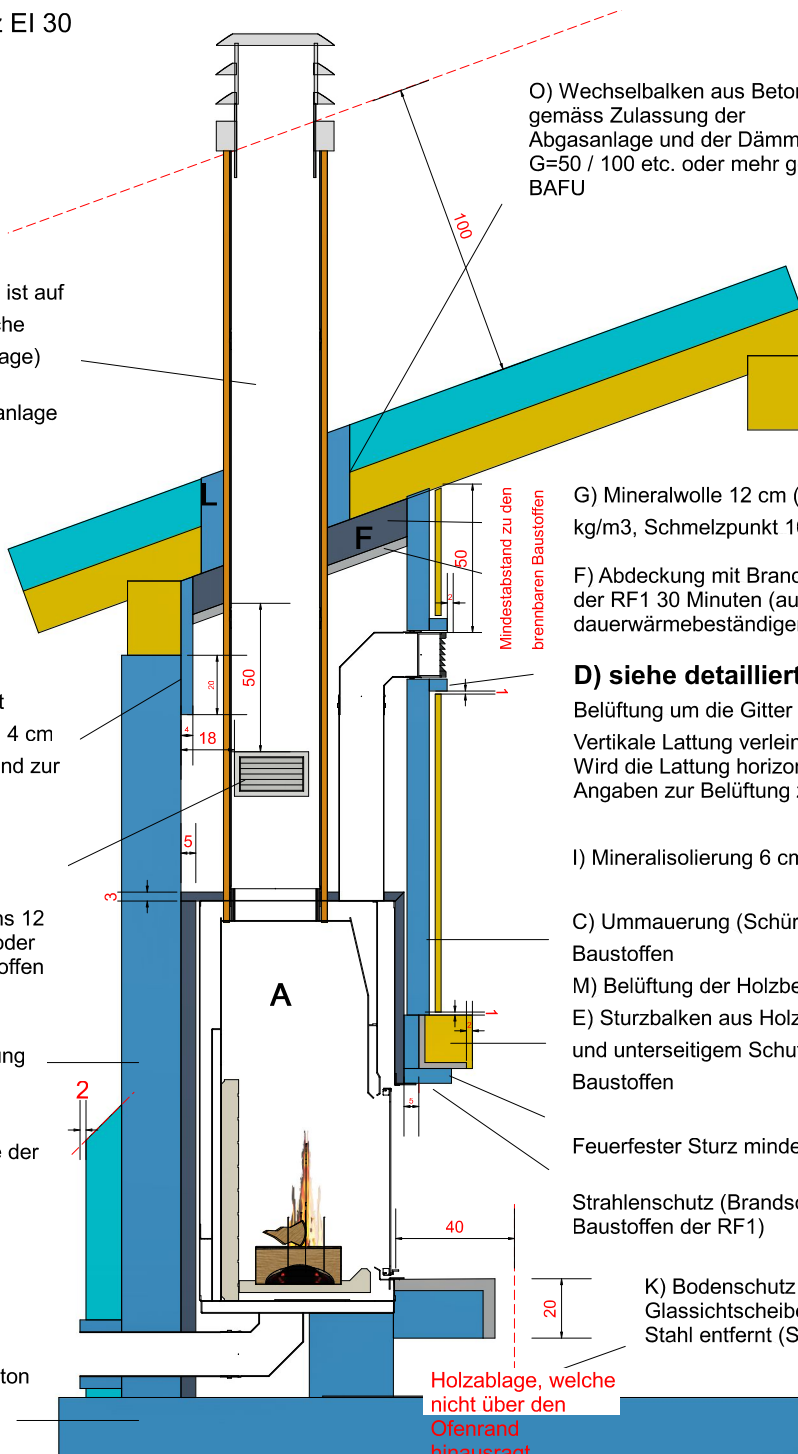 z EI 30
O) Wechselbalken aus Beton
gemäss Zulassung der
Abgasanlage und der Dämm
G=50 / 100 etc. oder mehr g
BAFU
100
ist auf
che
age)
anlage
L
F
Mindestabstand zu den
brennbaren Baustoffen
50
2
G) Mineralwolle 12 cm (
kg/m3, Schmelzpunkt 10
F) Abdeckung mit Brand
der RF1 30 Minuten (au
dauerwärmebeständiger
D) siehe detailliert
Belüftung um die Gitter
Vertikale Lattung verlein
Wird die Lattung horizon
Angaben zur Belüftung z
1
50
20
4
18
t
4 cm
nd zur
5
3
I) Mineralisolierung 6 cm
ns 12
oder
offen
C) Ummauerung (Schür
Baustoffen
M) Belüftung der Holzbe
E) Sturzbalken aus Holz
und unterseitigem Schut
Baustoffen
A
1
2
5
ung
2
e der
Feuerfester Sturz minde
Strahlenschutz (Brandsc
Baustoffen der RF1)
40
20
K) Bodenschutz
Glassichtscheibe
Stahl entfernt (S
ton
Holzablage, welche
nicht über den
Ofenrand
hinausragt